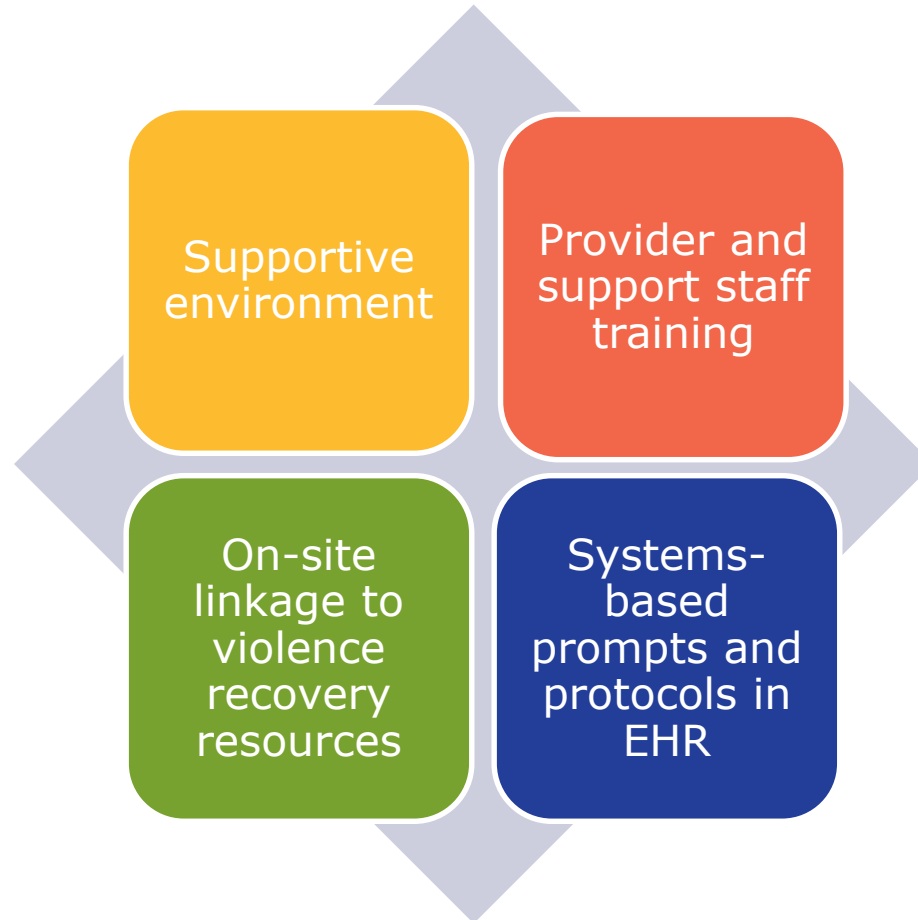 Supportive
environment
Provider and
support staff
training
On-site
linkage to
violence
recovery
resources
Systems-
based
prompts and
protocols in
EHR